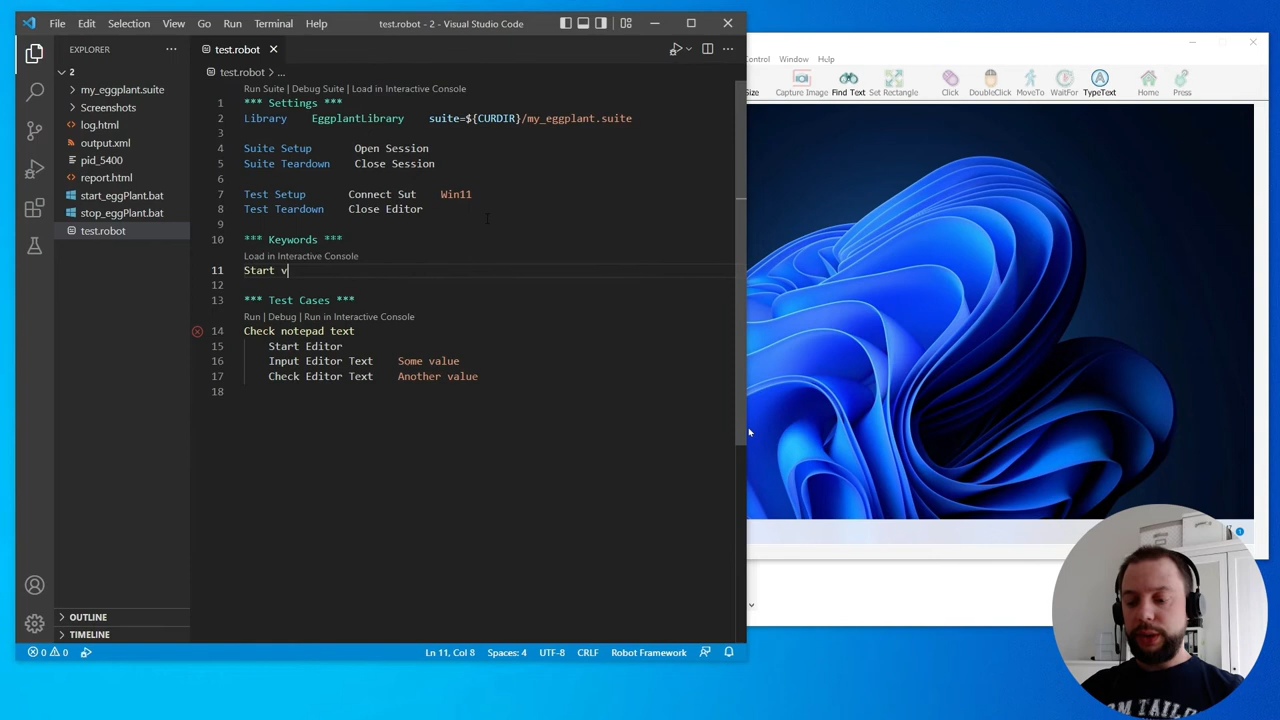 File Edit Selection View Go Run Terminal Help
test.robot - 2 - Visual Studio Code
EXPLORER
2
my_eggplant.suite
Screenshots
log.html
output.xml
pid_5400
report.html
start_eggPlant.bat
stop_eggPlant.bat
test.robot
OUTLINE
TIMELINE
test.robot
test.robot > ...
Run Suite | Debug Suite | Load in Interactive Console
1 *** Settings ***
2 Library EggplantLibrary suite=${CURDIR}/my_eggplant.suite
3
4 Suite Setup Open Session
5 Suite Teardown Close Session
6
7 Test Setup Connect Sut Win11
8 Test Teardown Close Editor
9
10 *** Keywords ***
Load in Interactive Console
11 Start v
12
13 *** Test Cases ***
Run | Debug | Run in Interactive Console
14 Check notepad text
15 Start Editor
16 Input Editor Text Some value
17 Check Editor Text Another value
18
0 0
Ln 11, Col 8 Spaces: 4 UTF-8 CRLF Robot Framework
ontrol Window Help
Size Capture Image Find Text Set Rectangle Click DoubleClick MoveTo WaitFor TypeText Home Press
1
TOM TAILOR